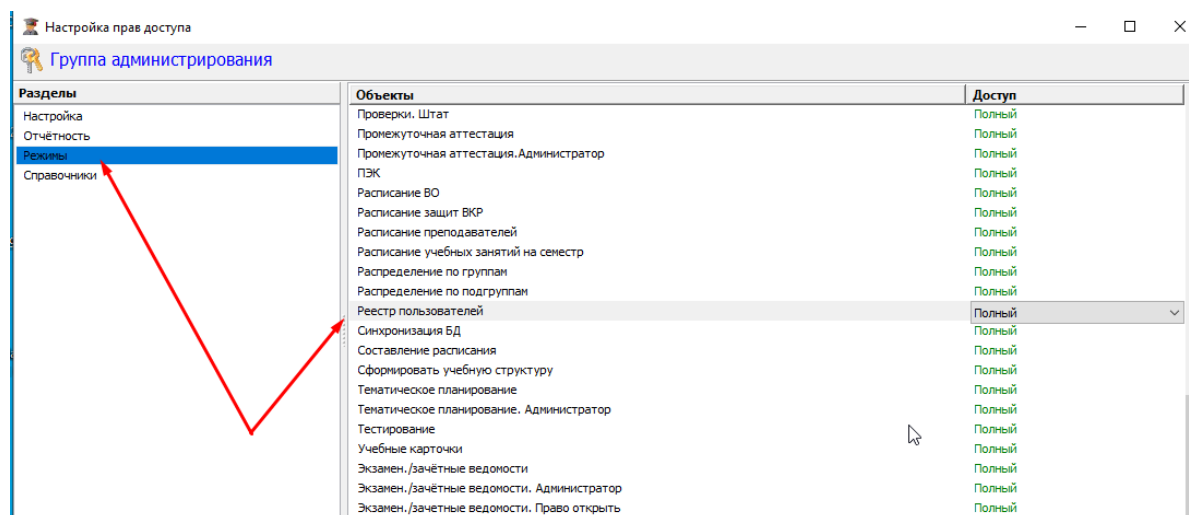 Настройка прав доступа
Группа администрирования
Разделы
Настройка
Отчётность
Режимы
Справочники
Объекты Доступ
Проверки. Штат Полный
Промежуточная аттестация Полный
Промежуточная аттестация.Администратор Полный
ПЭК Полный
Расписание ВО Полный
Расписание защит ВКР Полный
Расписание преподавателей Полный
Расписание учебных занятий на семестр Полный
Распределение по группам Полный
Распределение по подгруппам Полный
Реестр пользователей Полный
Синхронизация БД Полный
Составление расписания Полный
Сформировать учебную структуру Полный
Тематическое планирование Полный
Тематическое планирование. Администратор Полный
Тестирование Полный
Учебные карточки Полный
Экзамен./зачётные ведомости Полный
Экзамен./зачётные ведомости. Администратор Полный
Экзамен./зачетные ведомости. Право открыть Полный